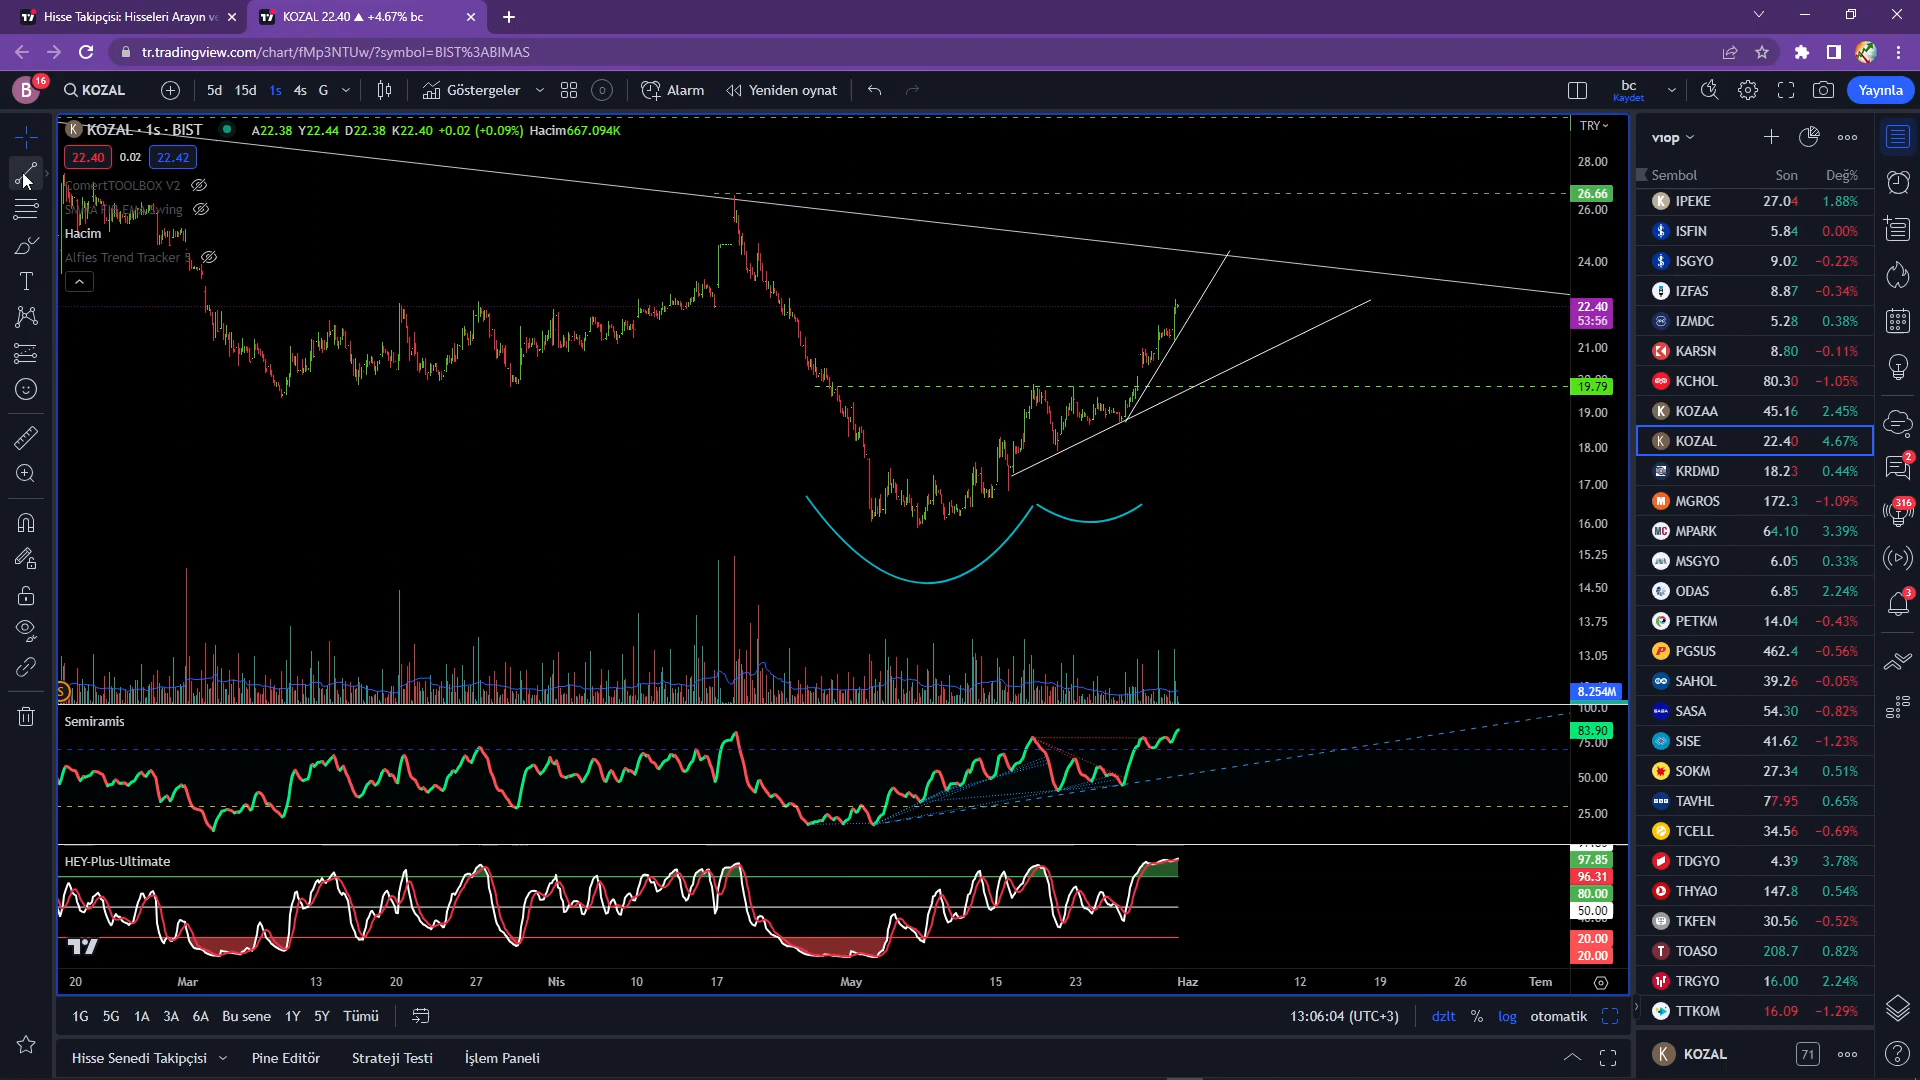 Hisse Takipçisi: Hisseleri Arayın ve
KOZAL 22.40 ▲ +4.67% bc
tr.tradingview.com/chart/fMp3NTUw/?symbol=BIST%3ABIMAS
B 16 KOZAL 5d 15d 1s 4s G Göstergeler Alarm Yeniden oynat bc Kaydet Yayınla
KOZAL · 1s · BIST A22.38 Y22.44 D22.38 K22.40 +0.02 (+0.09%) Hacim667.094K
22.40 0.02 22.42
ComertTOOLBOX V2
Hacim
Alfies Trend Tracker
TRY
28.00
26.66
26.00
24.00
22.40
53:56
21.00
19.79
19.00
18.00
17.00
16.00
15.25
14.50
13.75
13.05
8.254M
Semiramis
100.0
83.90
75.00
50.00
25.00
HEY-Plus-Ultimate
97.85
96.31
80.00
50.00
20.00
20.00
20 Mar 13 20 27 Nis 10 17 May 15 23 Haz 12 19 26 Tem
1G 5G 1A 3A 6A Bu sene 1Y 5Y Tümü 13:06:04 (UTC+3) dzlt % log otomatik
Hisse Senedi Takipçisi Pine Editör Strateji Testi İşlem Paneli
VIOP
Sembol Son Değ%
IPEKE 27.04 1.88%
ISFIN 5.84 0.00%
ISGYO 9.02 −0.22%
IZFAS 8.87 −0.34%
IZMDC 5.28 0.38%
KARSN 8.80 −0.11%
KCHOL 80.30 −1.05%
KOZAA 45.16 2.45%
KOZAL 22.40 4.67%
KRDMD 18.23 0.44%
MGROS 172.3 −1.09%
MPARK 64.10 3.39%
MSGYO 6.05 0.33%
ODAS 6.85 2.24%
PETKM 14.04 −0.43%
PGSUS 462.4 −0.56%
SAHOL 39.26 −0.05%
SASA 54.30 −0.82%
SISE 41.62 −1.23%
SOKM 27.34 0.51%
TAVHL 77.95 0.65%
TCELL 34.56 −0.69%
TDGYO 4.39 3.78%
THYAO 147.8 0.54%
TKFEN 30.56 −0.52%
TOASO 208.7 0.82%
TRGYO 16.00 2.24%
TTKOM 16.09 −1.29%
K KOZAL 71
2
316
3